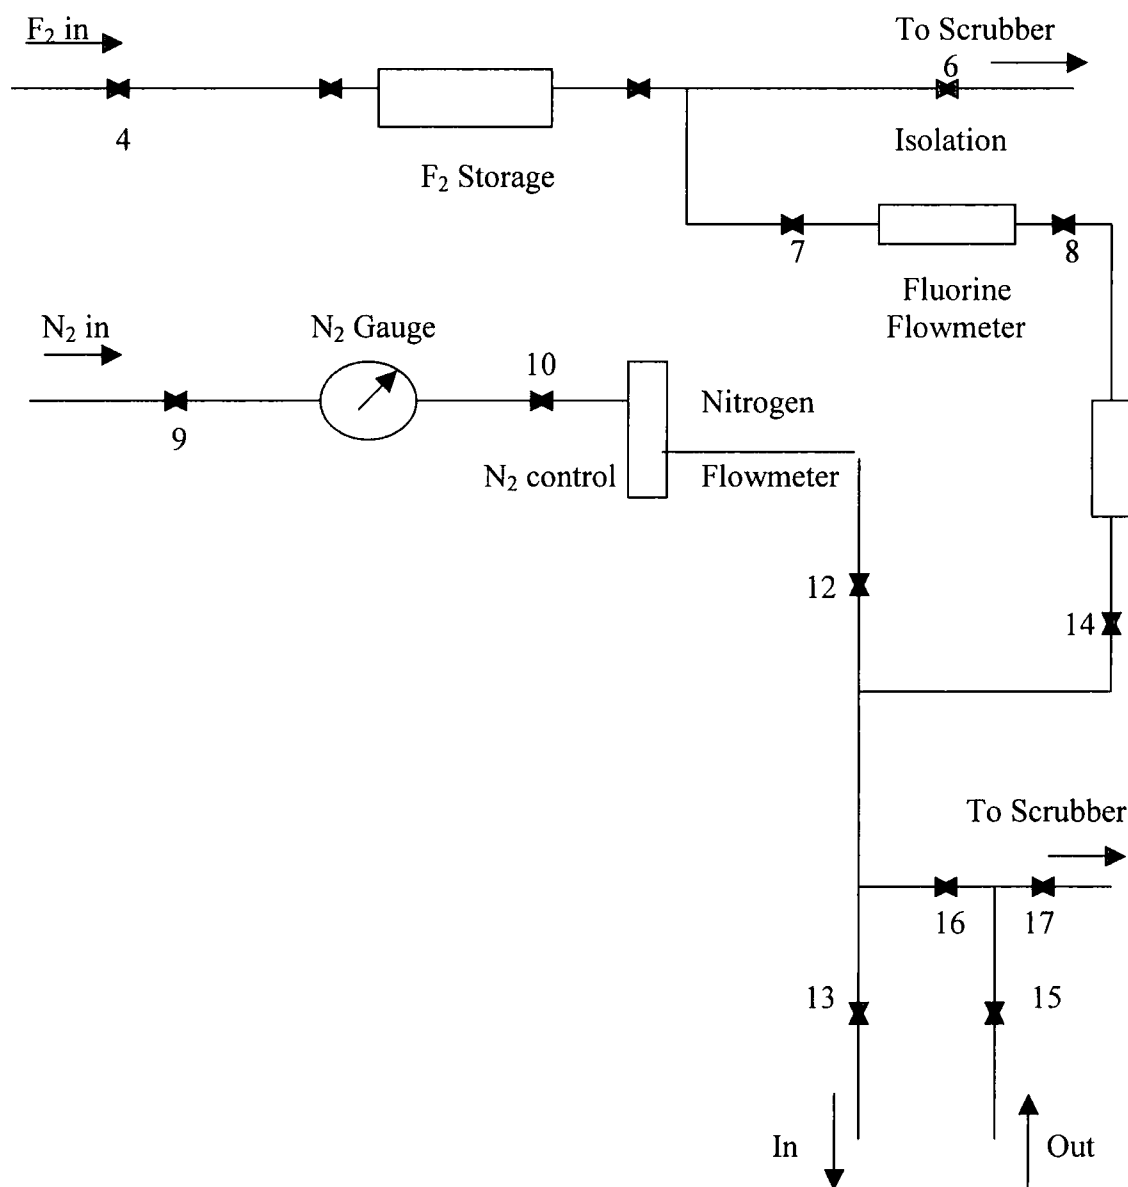 F₂ in
To Scrubber
6
4
Isolation
F₂ Storage
7
8
Fluorine
Flowmeter
N₂ in
N₂ Gauge
10
Nitrogen
9
N₂ control
Flowmeter
12
14
To Scrubber
16
17
13
15
In
Out